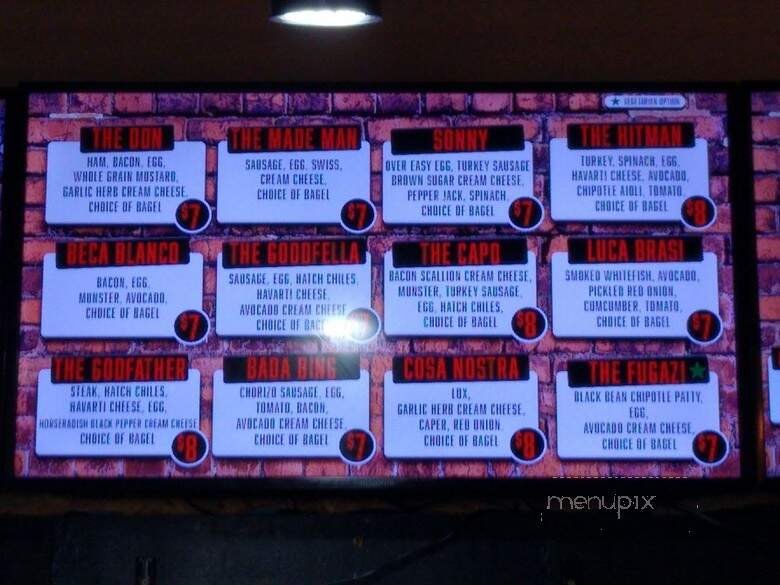 ★ VEGETARIAN OPTION
THE DON
HAM, BACON, EGG,
WHOLE GRAIN MUSTARD,
GARLIC HERB CREAM CHEESE,
CHOICE OF BAGEL
$7
THE MADE MAN
SAUSAGE, EGG, SWISS,
CREAM CHEESE,
CHOICE OF BAGEL
$7
SONNY
OVER EASY EGG, TURKEY SAUSAGE
BROWN SUGAR CREAM CHEESE,
PEPPER JACK, SPINACH,
CHOICE OF BAGEL
$7
THE HITMAN
TURKEY, SPINACH, EGG,
HAVARTI CHEESE, AVOCADO,
CHIPOTLE AIOLI, TOMATO,
CHOICE OF BAGEL
$8
BECA BLANCO
BACON, EGG,
MUNSTER, AVOCADO,
CHOICE OF BAGEL
$7
THE GOODFELLA
SAUSAGE, EGG, HATCH CHILES,
HAVARTI CHEESE,
AVOCADO CREAM CHEESE
CHOICE OF
THE CAPO
BACON SCALLION CREAM CHEESE,
MUNSTER, TURKEY SAUSAGE,
EGG, HATCH CHILES,
CHOICE OF BAGEL
$8
LUCA BRASI
SMOKED WHITEFISH, AVOCADO,
PICKLED RED ONION,
CUMCUMBER, TOMATO,
CHOICE OF BAGEL
$7
THE GODFATHER
STEAK, HATCH CHILES,
HAVARTI CHEESE, EGG,
HORSERADISH BLACK PEPPER CREAM CHEESE
CHOICE OF BAGEL
$8
BADA BING
CHORIZO SAUSAGE, EGG,
TOMATO, BACON,
AVOCADO CREAM CHEESE,
CHOICE OF BAGEL
$7
COSA NOSTRA
LOX,
GARLIC HERB CREAM CHEESE,
CAPER, RED ONION,
CHOICE OF BAGEL
$8
THE FUGAZI ★
BLACK BEAN CHIPOTLE PATTY,
EGG,
AVOCADO CREAM CHEESE,
CHOICE OF BAGEL
$7
menupix